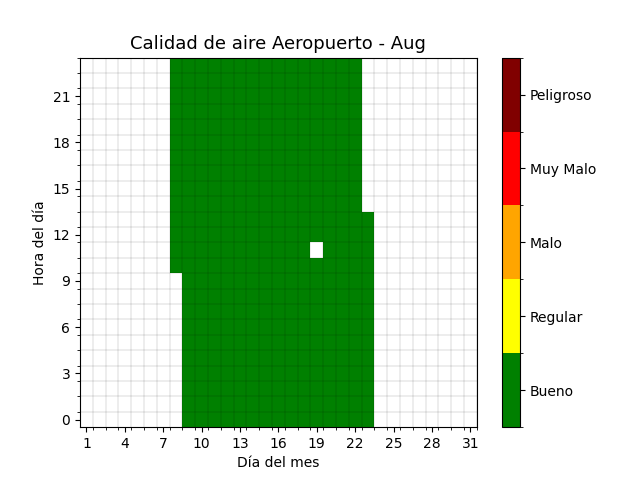 Calidad de aire Aeropuerto - Aug
Hora del día
21
18
15
12
9
6
3
0
1 4 7 10 13 16 19 22 25 28 31
Día del mes
Peligroso
Muy Malo
Malo
Regular
Bueno